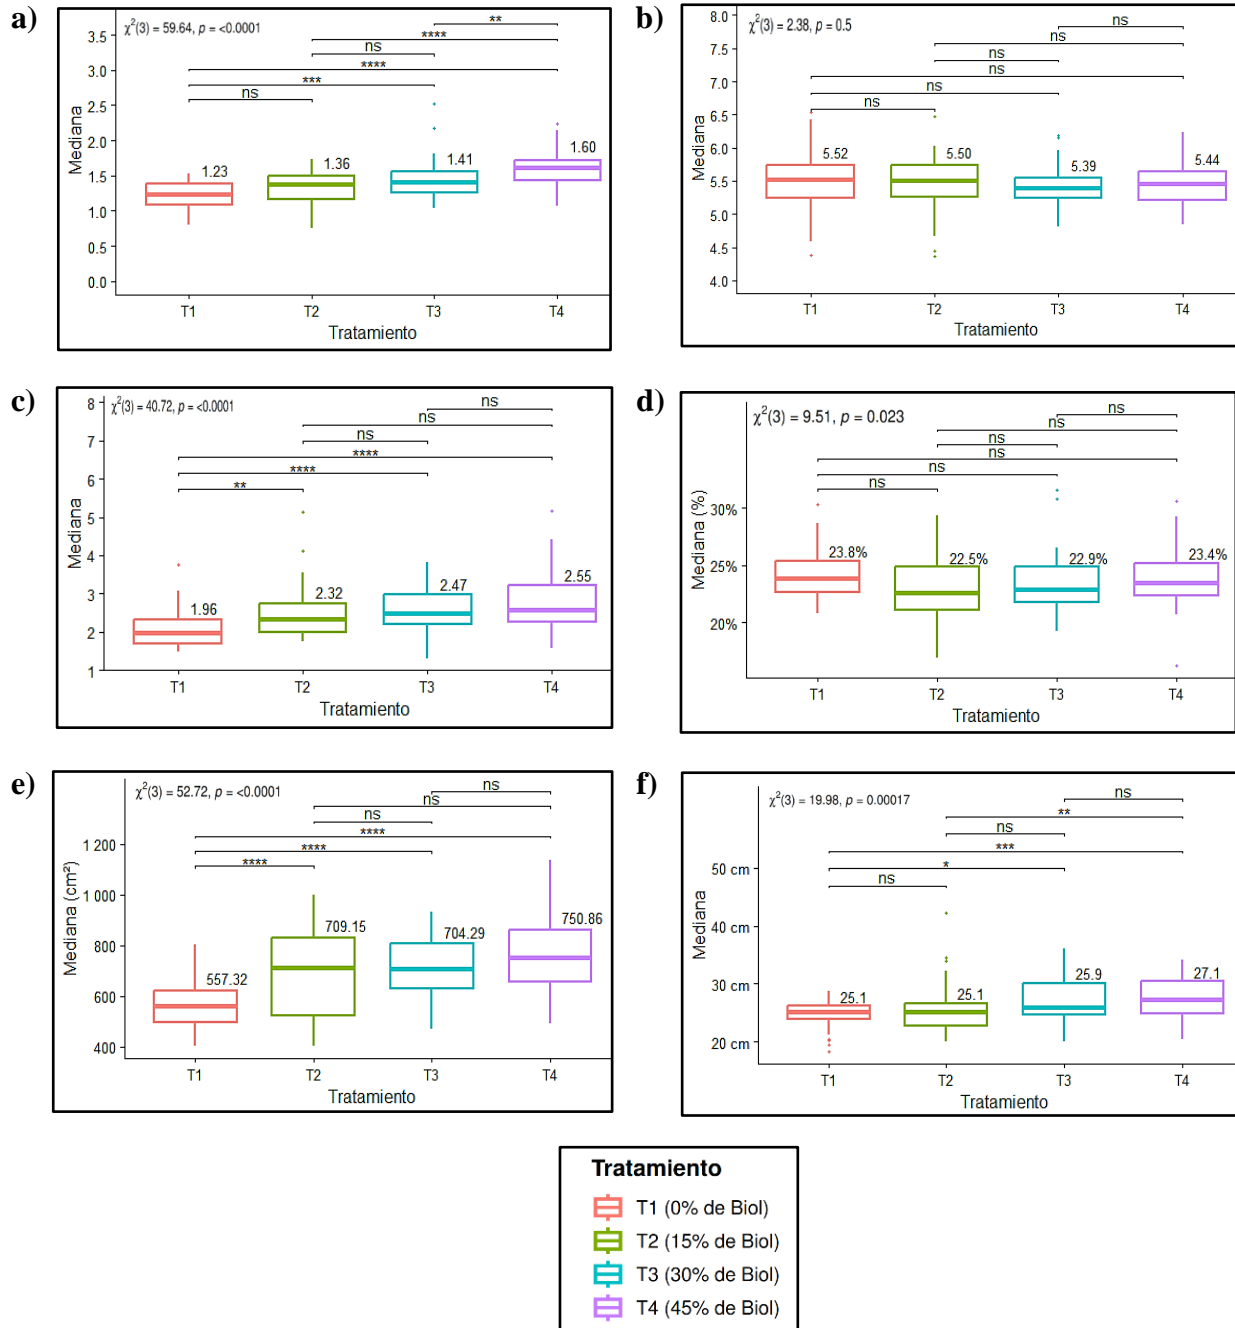 a)
χ²(3) = 59.64, p = <0.0001
**
****
ns
****
***
ns
3.5
3.0
2.5
2.0
1.5
1.0
0.5
0.0
Mediana
1.23
1.36
1.41
1.60
T1 T2 T3 T4
Tratamiento
b)
χ²(3) = 2.38, p = 0.5
ns
ns
ns
ns
ns
ns
8.0
7.5
7.0
6.5
6.0
5.5
5.0
4.5
4.0
Mediana
5.52
5.50
5.39
5.44
T1 T2 T3 T4
Tratamiento
c)
χ²(3) = 40.72, p = <0.0001
ns
ns
ns
****
****
**
8
7
6
5
4
3
2
1
Mediana
1.96
2.32
2.47
2.55
T1 T2 T3 T4
Tratamiento
d)
χ²(3) = 9.51, p = 0.023
ns
ns
ns
ns
ns
ns
30%
25%
20%
Mediana (%)
23.8%
22.5%
22.9%
23.4%
T1 T2 T3 T4
Tratamiento
e)
χ²(3) = 52.72, p = <0.0001
ns
ns
ns
****
****
****
1 200
1 000
800
600
400
Mediana (cm²)
557.32
709.15
704.29
750.86
T1 T2 T3 T4
Tratamiento
f)
χ²(3) = 19.98, p = 0.00017
ns
**
ns
***
*
ns
50 cm
40 cm
30 cm
20 cm
Mediana
25.1
25.1
25.9
27.1
T1 T2 T3 T4
Tratamiento
Tratamiento
T1 (0% de Biol)
T2 (15% de Biol)
T3 (30% de Biol)
T4 (45% de Biol)